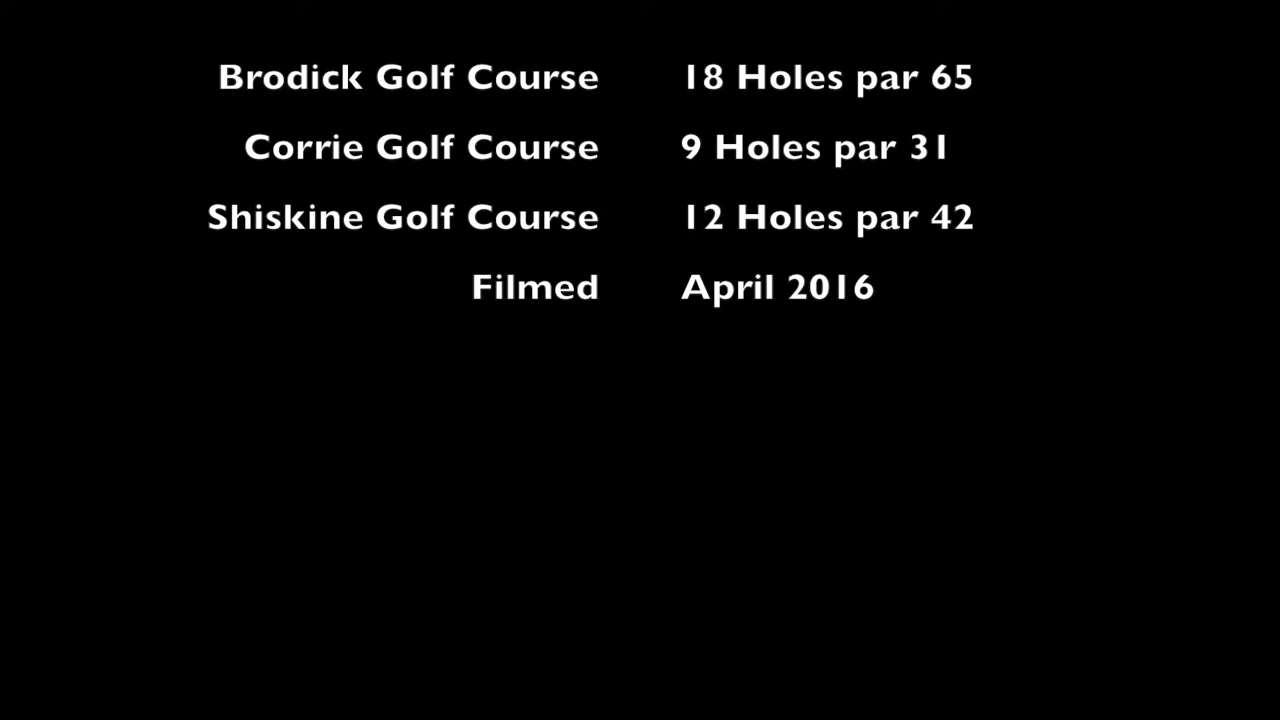 Brodick Golf Course 18 Holes par 65
Corrie Golf Course 9 Holes par 31
Shiskine Golf Course 12 Holes par 42
Filmed April 2016